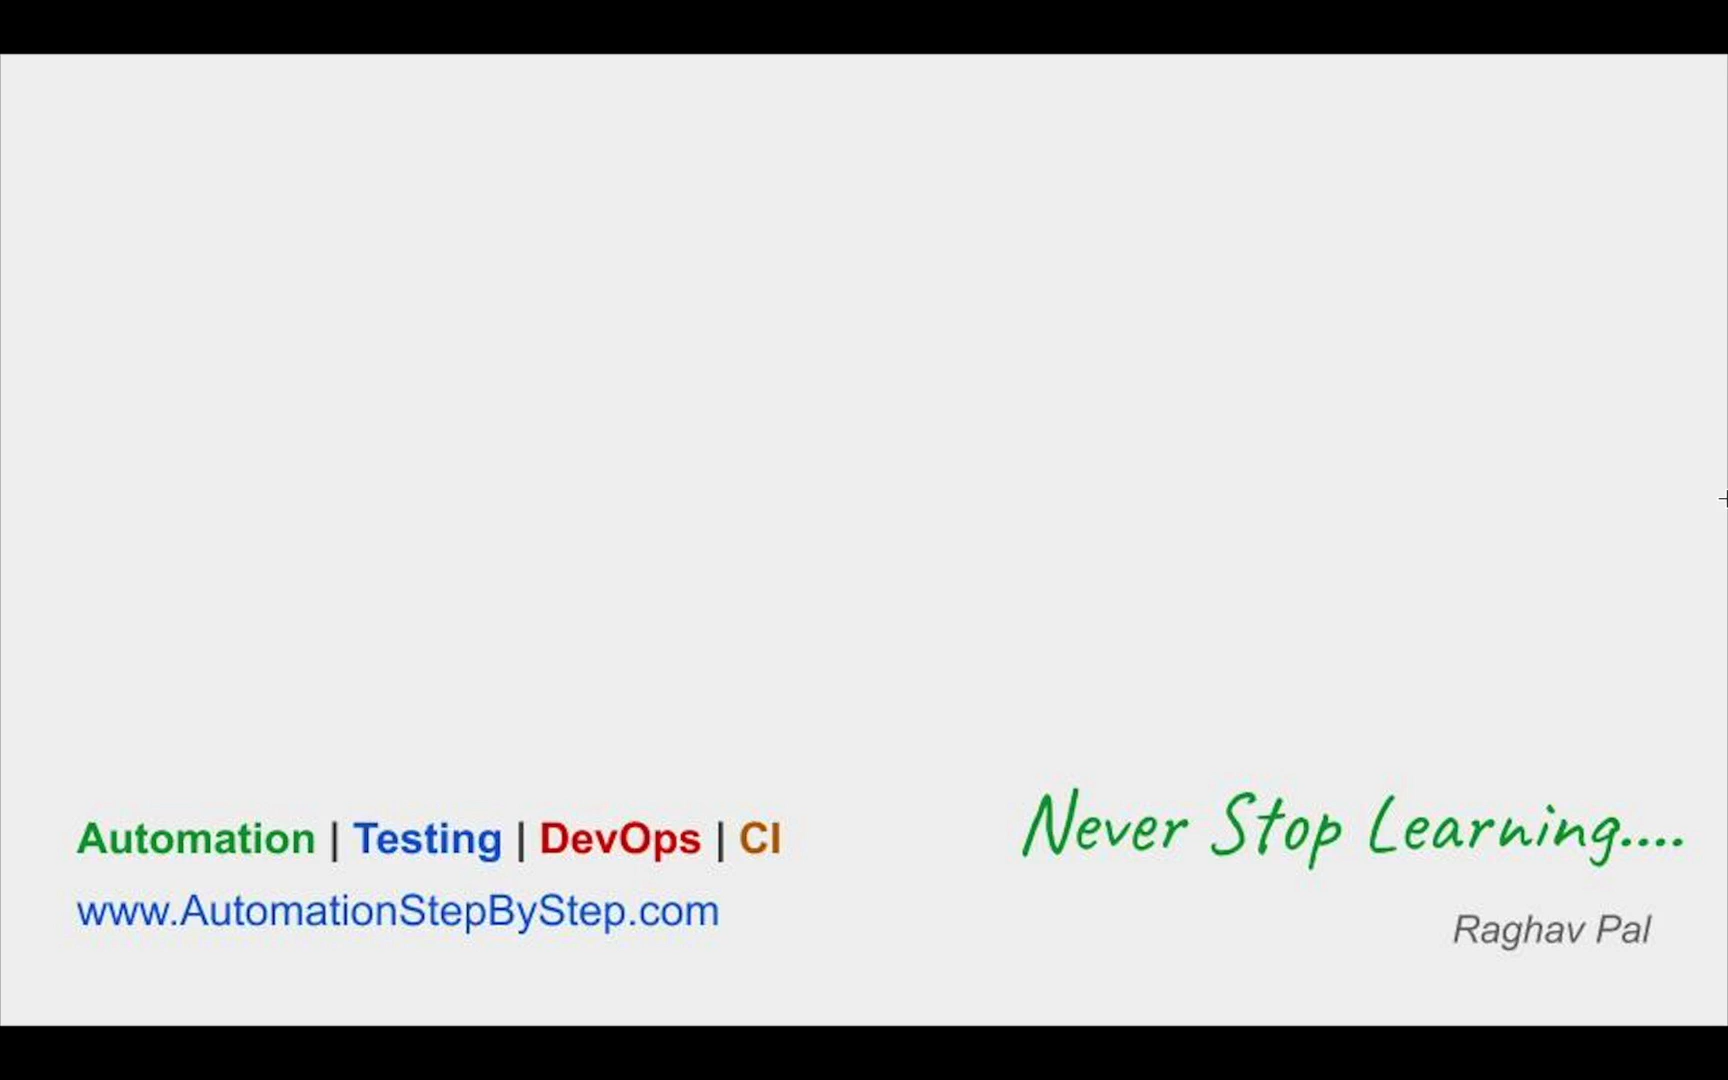 Automation | Testing | DevOps | CI
www.AutomationStepByStep.com
Never Stop Learning....
Raghav Pal